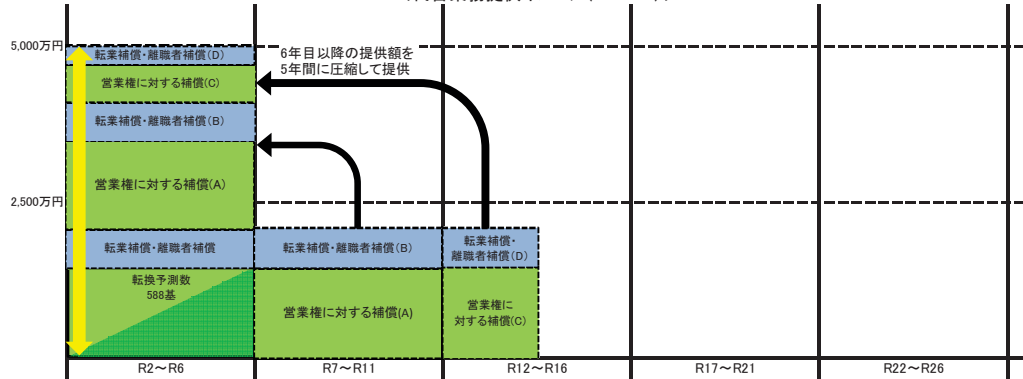 5,000万円
転業補償・離職者補償(D)
6年目以降の提供額を
5年間に圧縮して提供
営業権に対する補償(C)
転業補償・離職者補償(B)
営業権に対する補償(A)
2,500万円
転業補償・離職者補償
転業補償・離職者補償(B)
転業補償・
離職者補償(D)
転換予測数
588基
営業権に対する補償(A)
営業権に
対する補償(C)
R2～R6
R7～R11
R12～R16
R17～R21
R22～R26